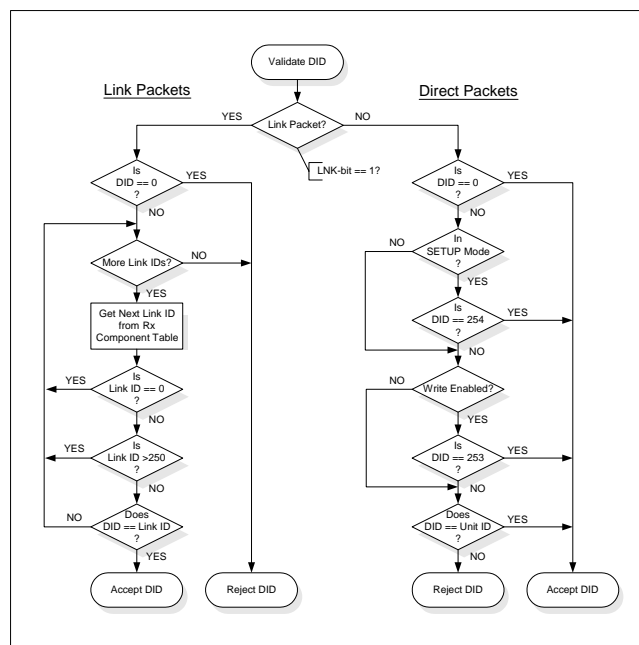 Validate DID
Link Packets
Direct Packets
YES
Link Packet?
NO
LNK-bit == 1?
Is
DID == 0
?
YES
NO
More Link IDs?
NO
YES
Get Next Link ID
from Rx
Component Table
YES
Is
Link ID == 0
?
NO
YES
Is
Link ID >250
?
NO
NO
Does
DID == Link ID
?
YES
Accept DID
Reject DID
Is
DID == 0
?
YES
NO
NO
In
SETUP Mode
?
YES
Is
DID == 254
?
YES
NO
NO
Write Enabled?
YES
Is
DID == 253
?
YES
NO
Does
DID == Unit ID
?
YES
NO
Reject DID
Accept DID